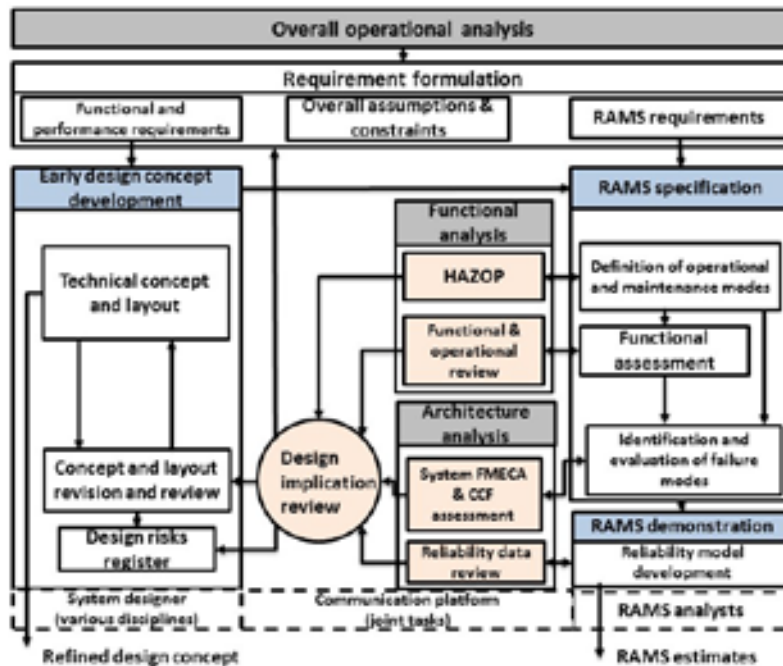 Overall operational analysis
Requirement formulation
Functional and
performance requirements
Overall assumptions &
constraints
RAMS requirements
Early design concept
development
RAMS specification
Functional
analysis
Technical concept
and layout
HAZOP
Definition of operational
and maintenance modes
Functional &
operational
review
Functional
assessment
Architecture
analysis
Concept and layout
revision and review
Design
implication
review
System FMECA
& CCF
assessment
Identification and
evaluation of failure
modes
Design risks
register
Reliability data
review
RAMS demonstration
Reliability model
development
System designer
(various disciplines)
Communication platform
(joint tasks)
RAMS analysts
Refined design concept
RAMS estimates